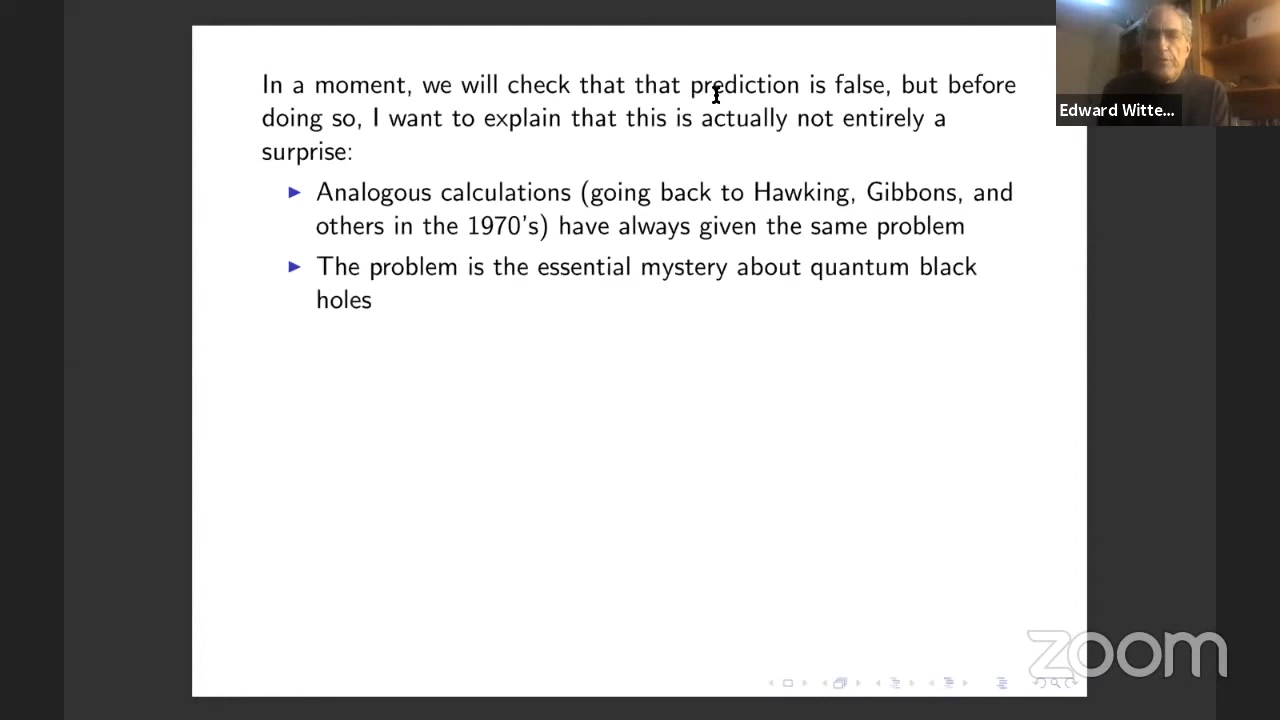 In a moment, we will check that that prediction is false, but before
doing so, I want to explain that this is actually not entirely a
surprise:
Analogous calculations (going back to Hawking, Gibbons, and
others in the 1970's) have always given the same problem
The problem is the essential mystery about quantum black
holes
Edward Witte...
zoom